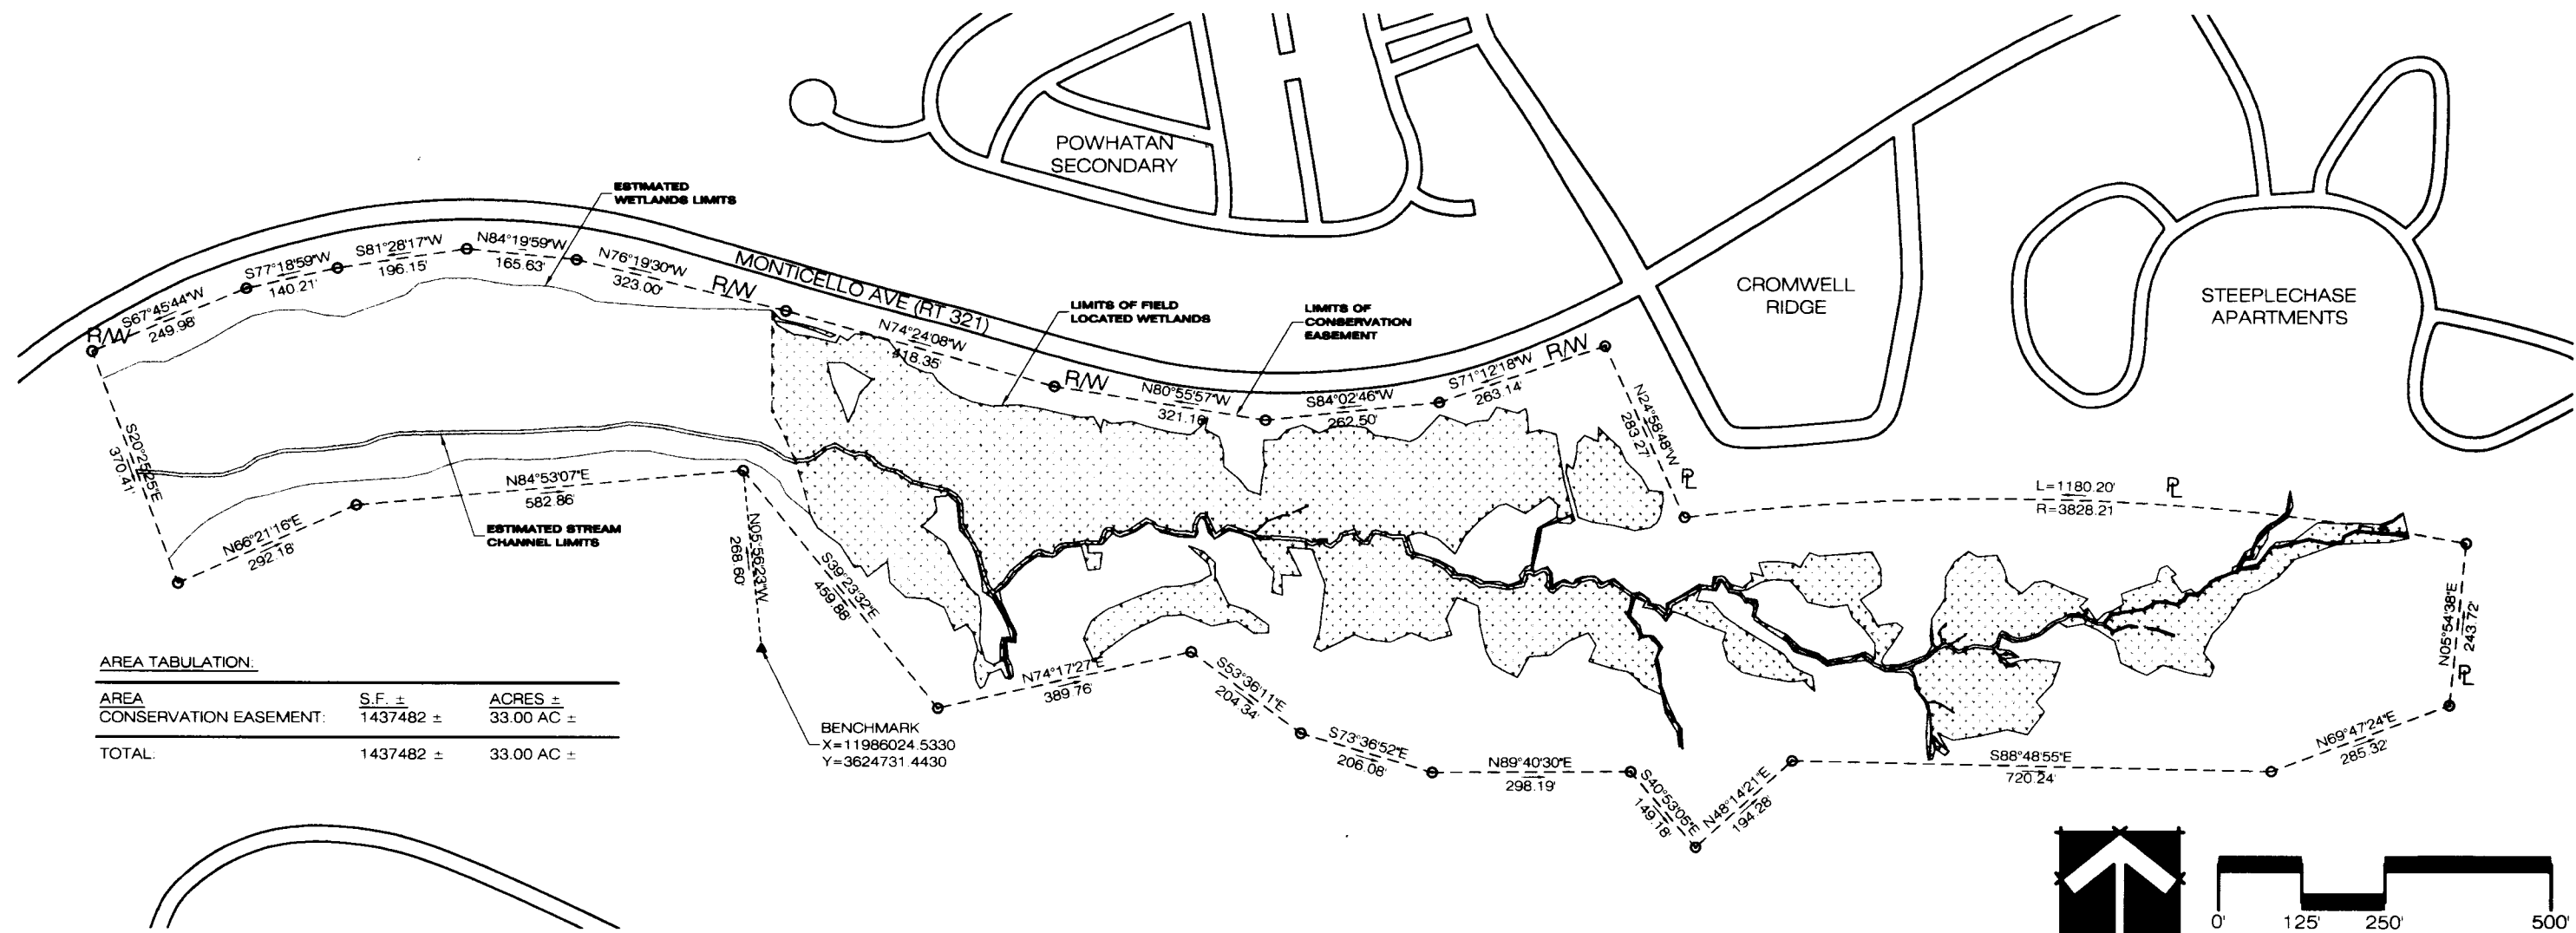 POWHATAN
SECONDARY
ESTIMATED
WETLANDS LIMITS
S67°45'44"W
249.98'
S77°18'59"W
140.21'
S81°28'17"W
196.15'
N84°19'59"W
165.63'
N76°19'30"W
323.00'
R/W
R/W
MONTICELLO AVE (RT 321)
LIMITS OF FIELD
LOCATED WETLANDS
LIMITS OF
CONSERVATION
EASEMENT
N74°24'08"W
418.35'
R/W
N80°55'57"W
321.16'
S84°02'46"W
262.50'
S71°12'18"W
263.14'
R/W
N24°58'48"W
283.27'
PL
CROMWELL
RIDGE
STEEPLECHASE
APARTMENTS
L=1180.20'
R=3828.21
PL
S20°25'25"E
370.41'
N66°21'16"E
292.18'
N84°53'07"E
582.86'
ESTIMATED STREAM
CHANNEL LIMITS
N05°56'23"W
268.60'
S39°23'32"E
459.88'
N74°17'27"E
389.76'
S53°36'11"E
204.34'
S73°36'52"E
206.08'
N89°40'30"E
298.19'
S40°53'05"E
149.18'
N48°14'21"E
194.28'
S88°48'55"E
720.24'
N69°47'24"E
285.32'
N05°54'38"E
243.72'
PL
BENCHMARK
X=11986024.5330
Y=3624731.4430
AREA TABULATION:
AREA S.F. ± ACRES ±
CONSERVATION EASEMENT: 1437482 ± 33.00 AC ±
TOTAL: 1437482 ± 33.00 AC ±
0' 125' 250' 500'